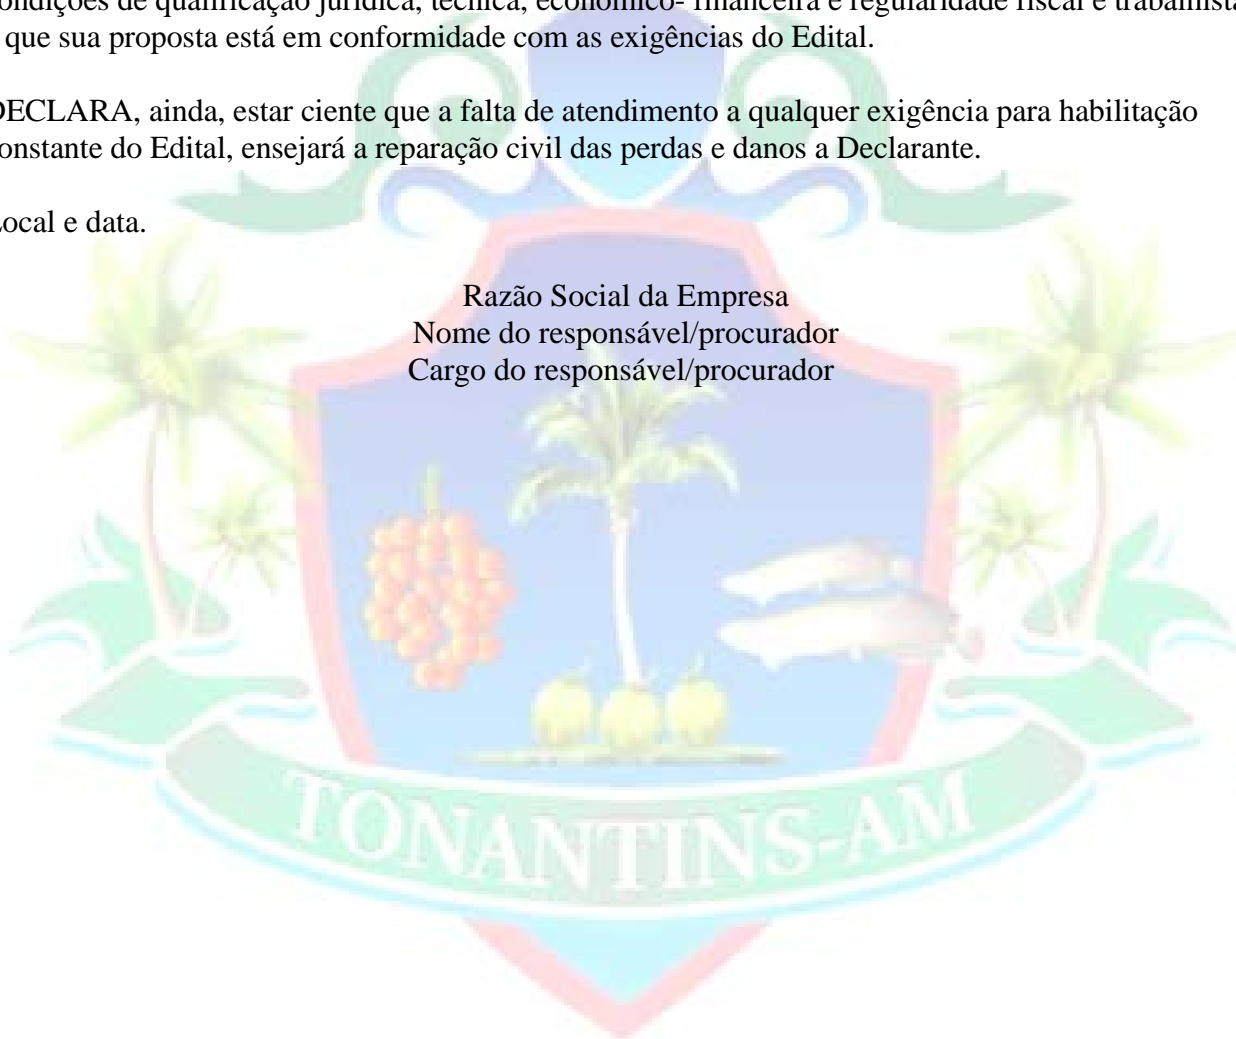 ondições de qualificação jurídica, técnica, econômico- financeira e regularidade fiscal e trabalhista
que sua proposta está em conformidade com as exigências do Edital.
DECLARA, ainda, estar ciente que a falta de atendimento a qualquer exigência para habilitação
onstante do Edital, ensejará a reparação civil das perdas e danos a Declarante.
Local e data.
Razão Social da Empresa
Nome do responsável/procurador
Cargo do responsável/procurador
TONANTINS-AM